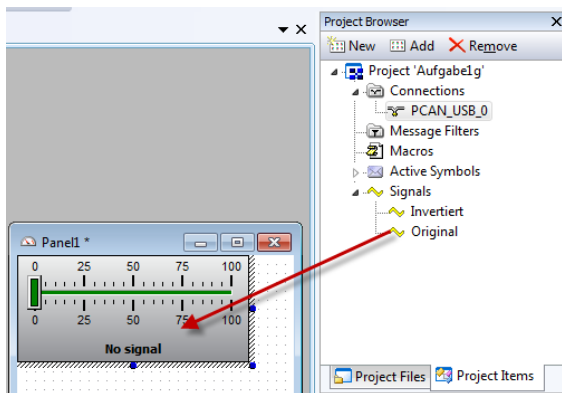 Project Browser
New Add Remove
Project 'Aufgabe1g'
Connections
PCAN_USB_0
Message Filters
Macros
Active Symbols
Signals
Invertiert
Original
Panel1 *
0 25 50 75 100
0 25 50 75 100
No signal
Project Files Project Items